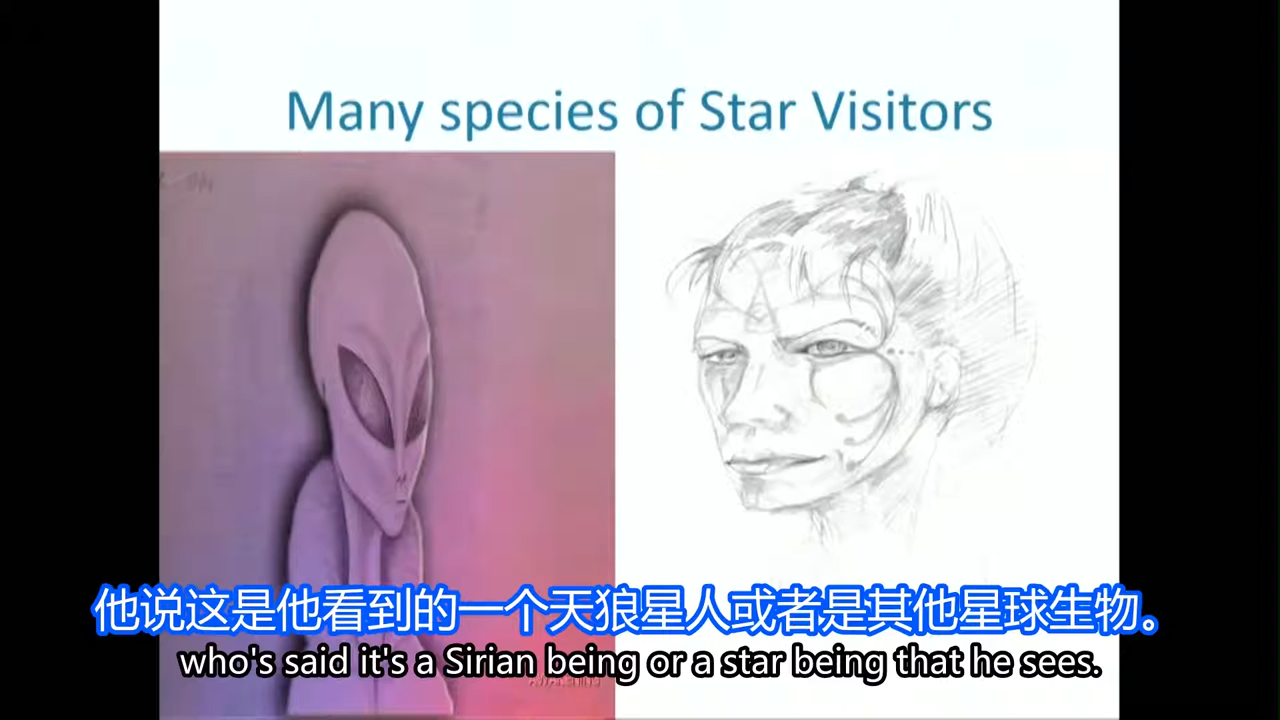 Many species of Star Visitors
他说这是他看到的一个天狼星人或者是其他星球生物。
who's said it's a Sirian being or a star being that he sees.